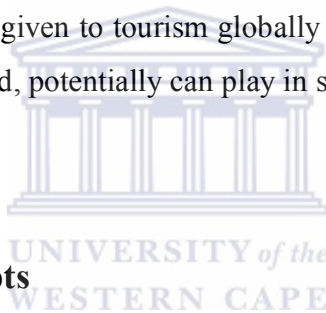 given to tourism globally
d, potentially can play in s
UNIVERSITY of the
ots
WESTERN CAPE